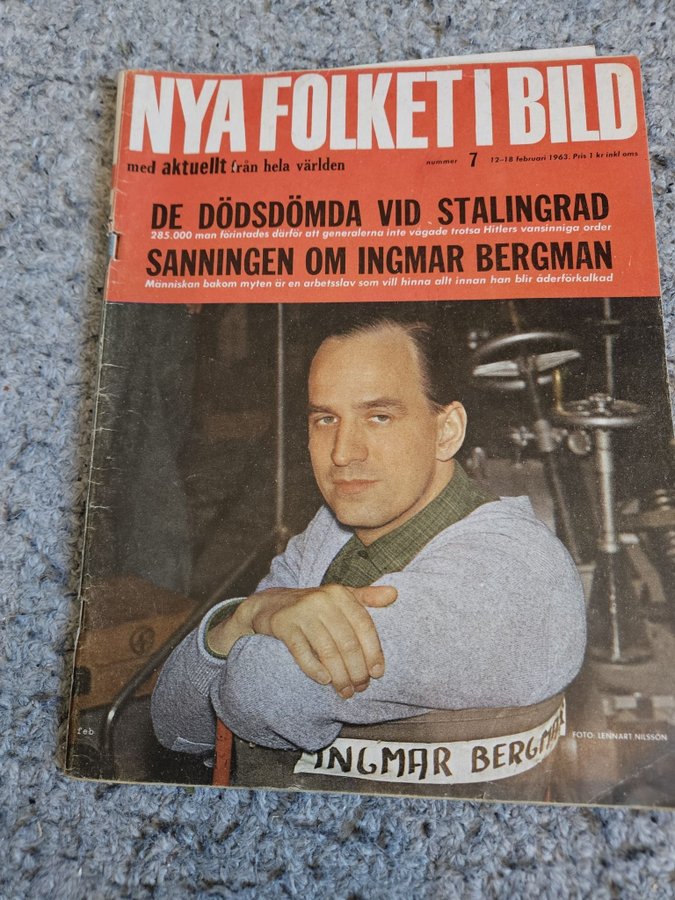 NYA FOLKET I BILD
med aktuellt från hela världen
nummer 7 12-18 februari 1963. Pris 1 kr inkl oms
DE DÖDSDÖMDA VID STALINGRAD
285.000 man förintades därför att generalerna inte vågade trotsa Hitlers vansinniga order
SANNINGEN OM INGMAR BERGMAN
Människan bakom myten är en arbetsslav som vill hinna allt innan han blir åderförkalkad
feb
FOTO: LENNART NILSSON
INGMAR BERGMAN